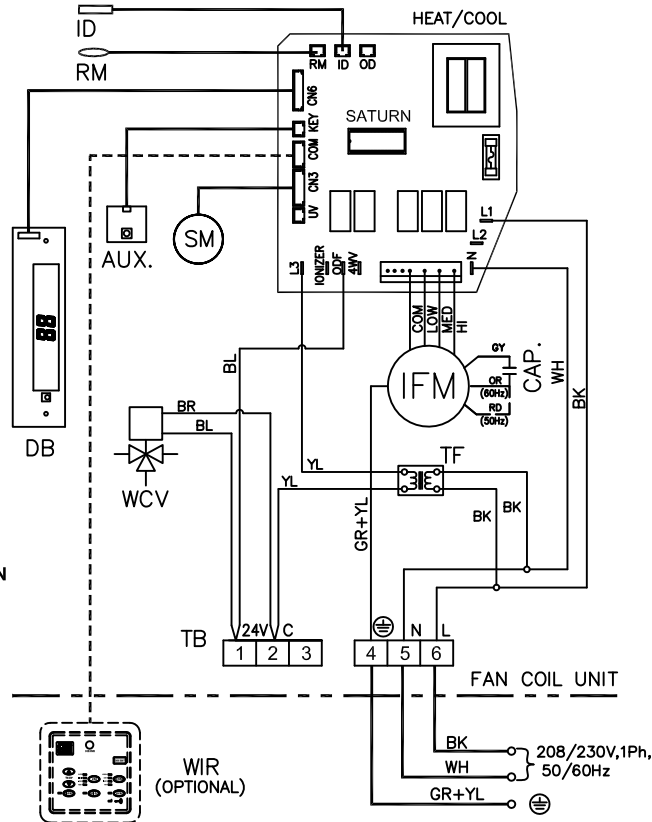 HEAT/COOL
ID
RM
RM ID OD
CN6
KEY
COM
CN3
UV
SATURN
L1
L2
N
L3
IONIZER
ODF
4WV
AUX.
SM
88
DB
COM
LOW
MED
HI
IFM
GY
OR
(60Hz)
RD
(50Hz)
CAP.
WH
BK
BL
BR
BL
WCV
YL
YL
TF
BK
BK
GR+YL
N
TB
24V C
1 2 3
N L
4 5 6
FAN COIL UNIT
WIR
(OPTIONAL)
BK
WH
GR+YL
208/230V,1Ph,
50/60Hz